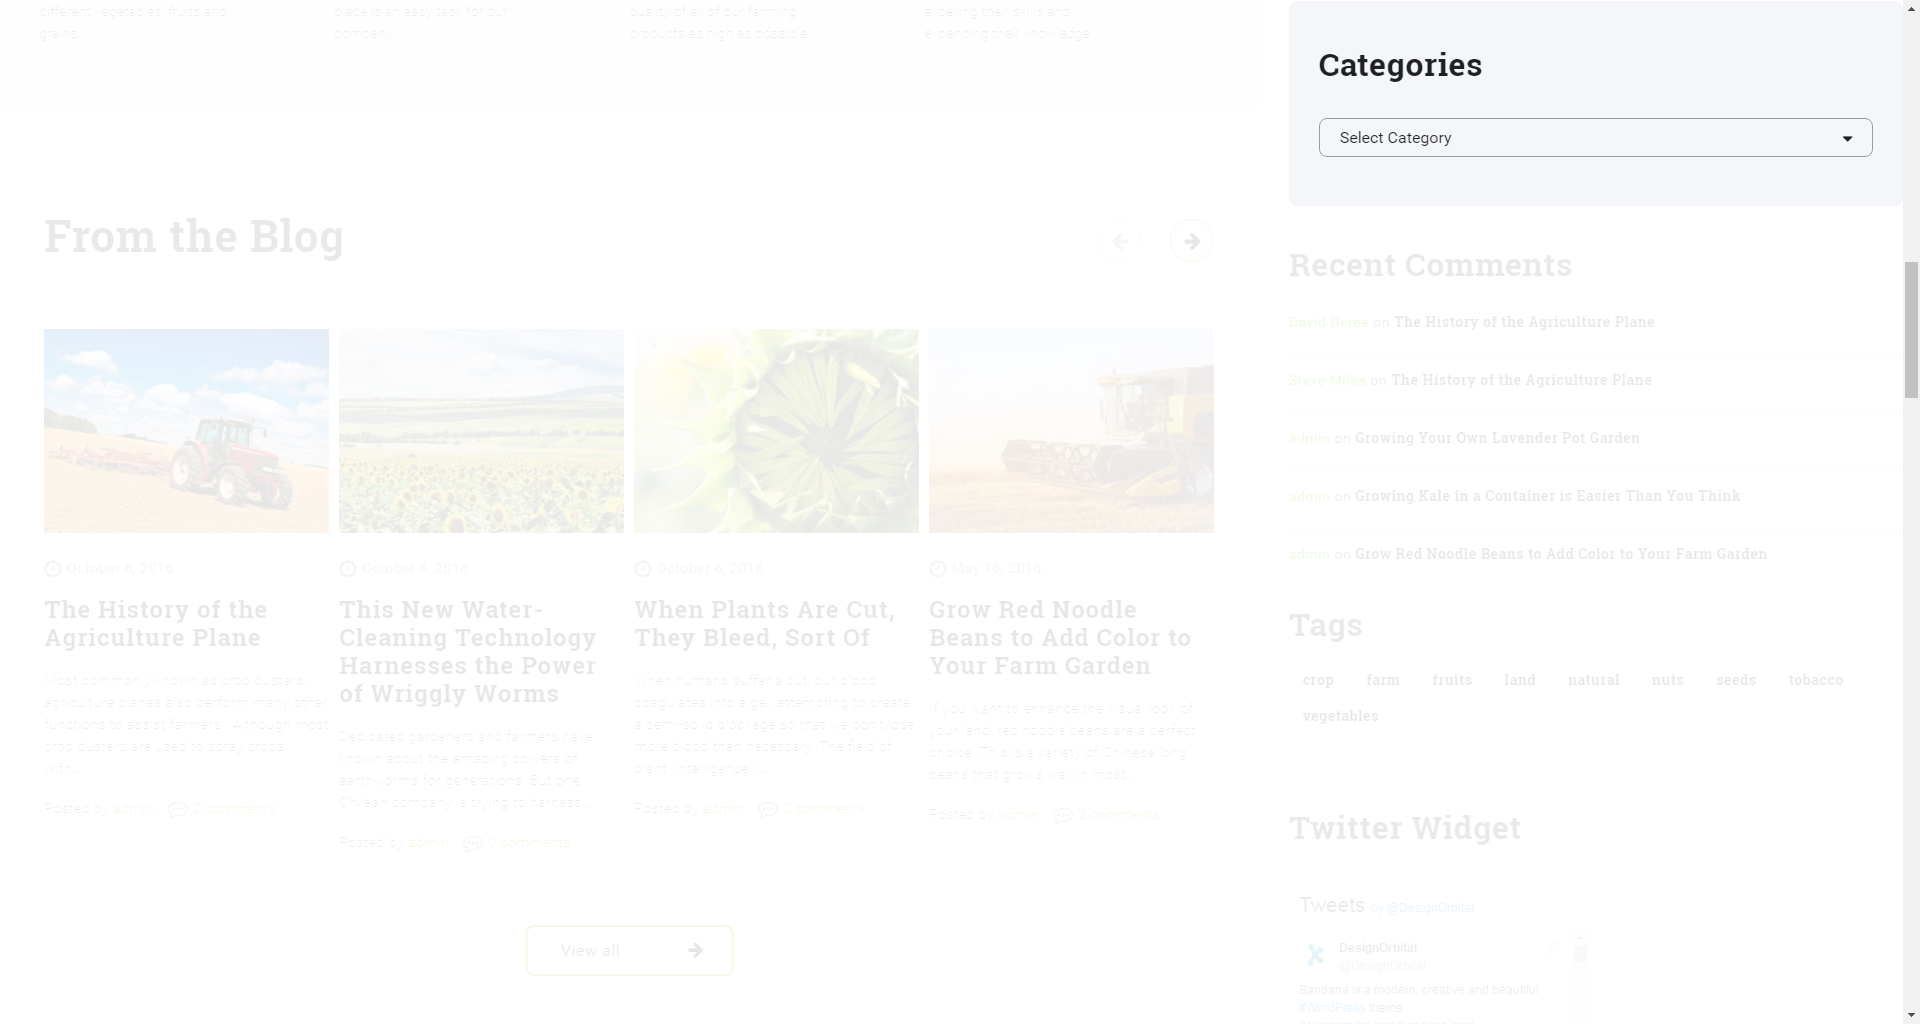 different vegetables, fruits and
grains...
place is an easy task for our
company!
quality of all of our farming
products as high as possible.
excelling their skills and
expanding their knowledge.
From the Blog
October 6, 2016
The History of the
Agriculture Plane
Most commonly known as crop dusters,
agriculture planes also perform many other
functions to assist farmers. Although most
crop dusters are used to spray crops
with...
Posted by admin 2 comments
October 6, 2016
This New Water-
Cleaning Technology
Harnesses the Power
of Wriggly Worms
Dedicated gardeners and farmers have
known about the amazing powers of
earthworms for generations. But one
Chilean company is trying to harness...
Posted by admin 0 comments
October 6, 2016
When Plants Are Cut,
They Bleed, Sort Of
When humans suffer a cut, our blood
coagulates into a gel attempting to create
a semi-solid blockage so that we don't lose
more blood than necessary. The field of
plant "intelligence"...
Posted by admin 0 comments
May 16, 2016
Grow Red Noodle
Beans to Add Color to
Your Farm Garden
If you want to enhance the visual look of
your land, red noodle beans are a perfect
choice. This is a variety of Chinese long
beans that grows well in most...
Posted by admin 2 comments
View all
Categories
Select Category
Recent Comments
David Deree on The History of the Agriculture Plane
Steve Miles on The History of the Agriculture Plane
admin on Growing Your Own Lavender Pot Garden
admin on Growing Kale in a Container is Easier Than You Think
admin on Grow Red Noodle Beans to Add Color to Your Farm Garden
Tags
crop farm fruits land natural nuts seeds tobacco
vegetables
Twitter Widget
Tweets by @DesignOrbital
DesignOrbital
@DesignOrbital
Bandana is a modern, creative and beautiful
#WordPress theme.